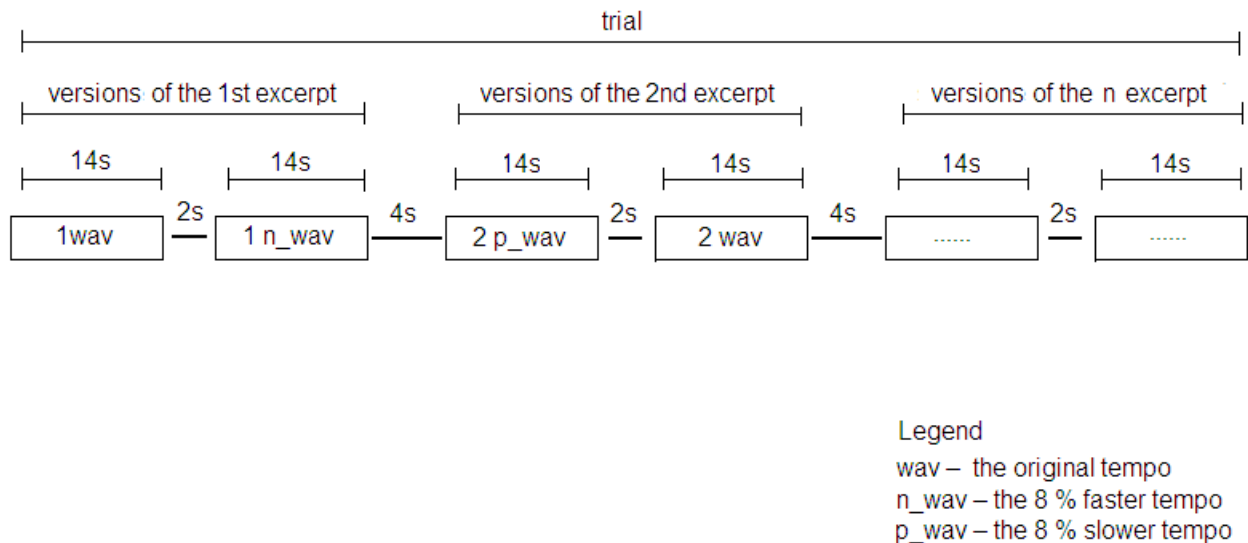 trial
versions of the 1st excerpt versions of the 2nd excerpt versions of the n excerpt
14s 14s 14s 14s 14s 14s
2s 4s 2s 4s 2s
1wav 1 n_wav 2 p_wav 2 wav ...... ......
Legend
wav – the original tempo
n_wav – the 8 % faster tempo
p_wav – the 8 % slower tempo